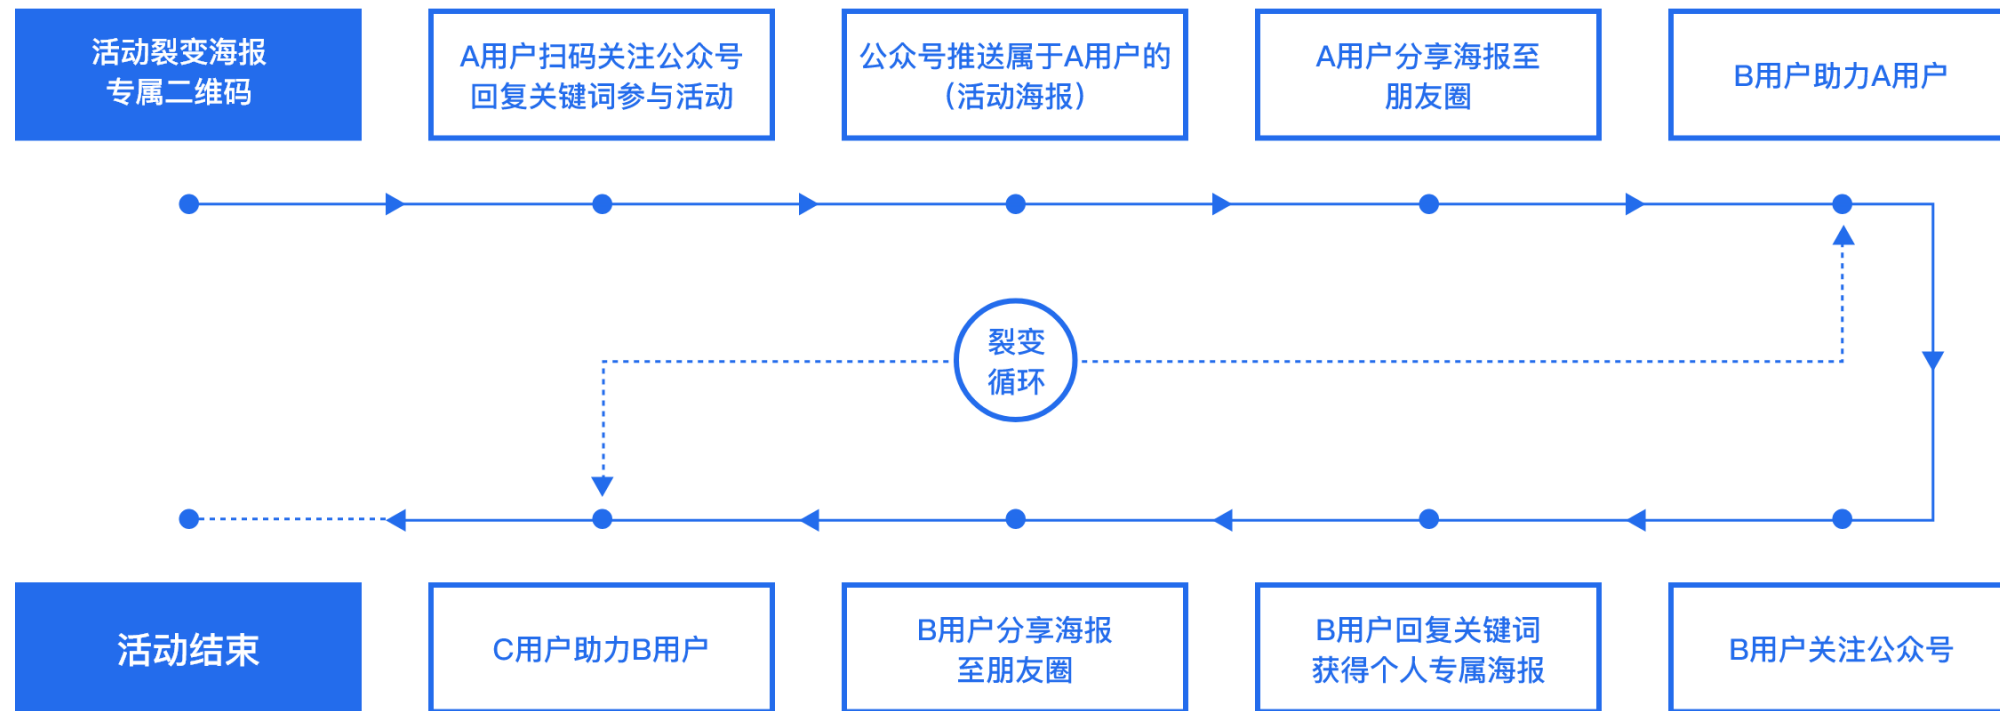 活动裂变海报
专属二维码
A用户扫码关注公众号
回复关键词参与活动
公众号推送属于A用户的
（活动海报）
A用户分享海报至
朋友圈
B用户助力A用户
裂变
循环
活动结束
C用户助力B用户
B用户分享海报
至朋友圈
B用户回复关键词
获得个人专属海报
B用户关注公众号